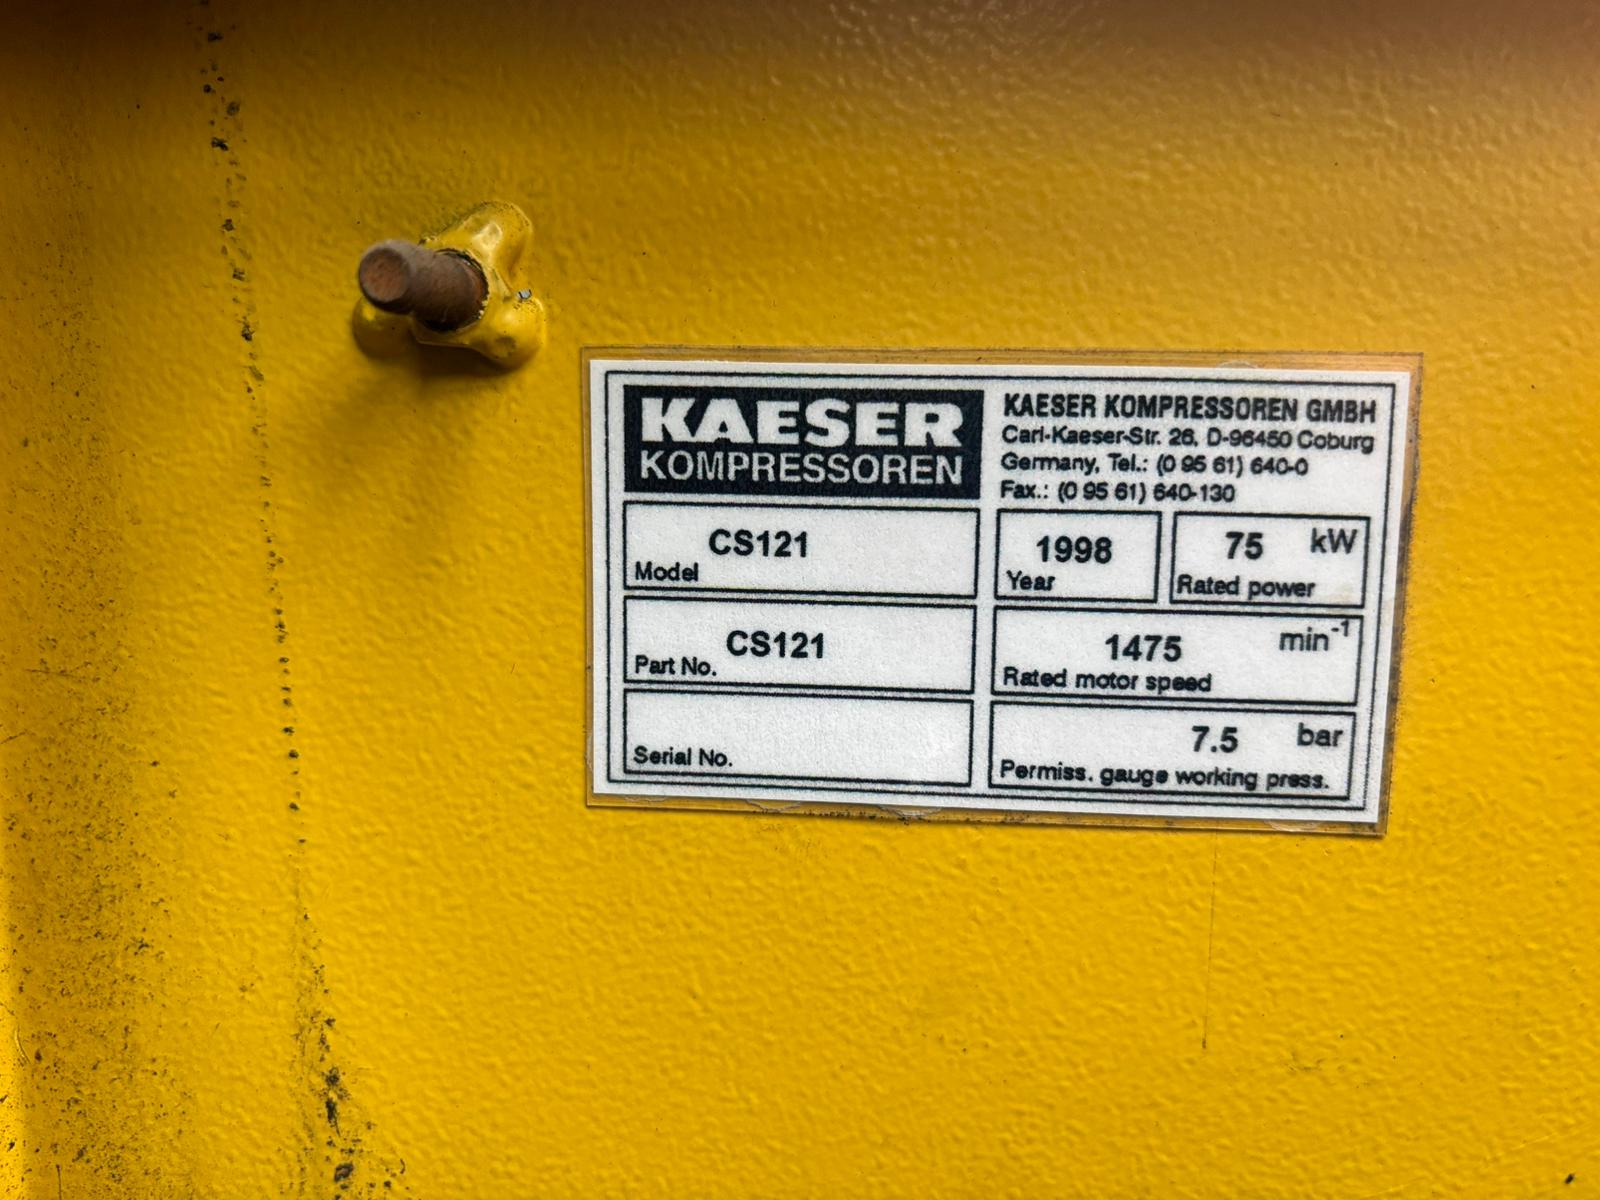 KAESER
KOMPRESSOREN
KAESER KOMPRESSOREN GMBH
Carl-Kaeser-Str. 26, D-96450 Coburg
Germany, Tel.: (0 95 61) 640-0
Fax.: (0 95 61) 640-130
CS121
Model
1998
Year
75 kW
Rated power
CS121
Part No.
1475 min⁻¹
Rated motor speed
Serial No.
7.5 bar
Permiss. gauge working press.